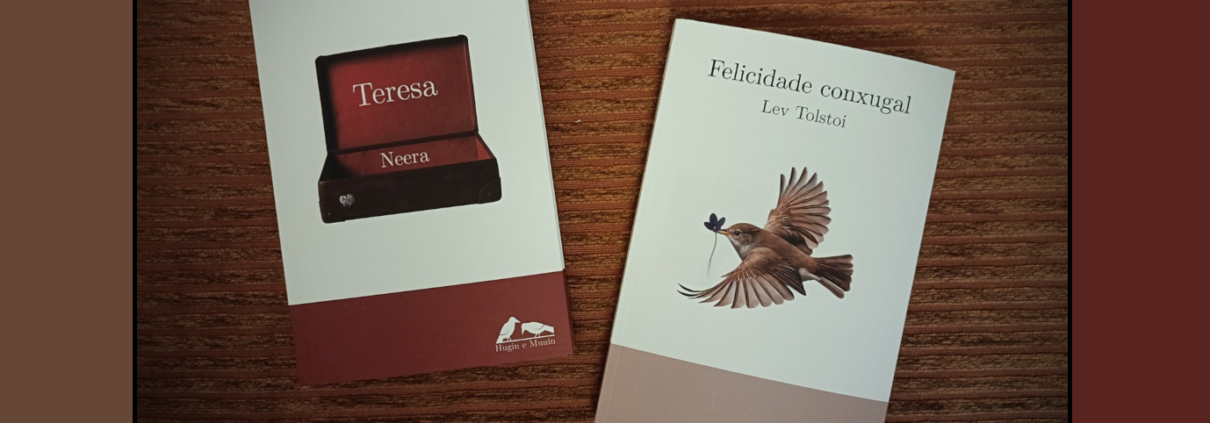 Teresa
Neera
Hugin e Munin
Felicidade conxugal
Lev Tolstoi